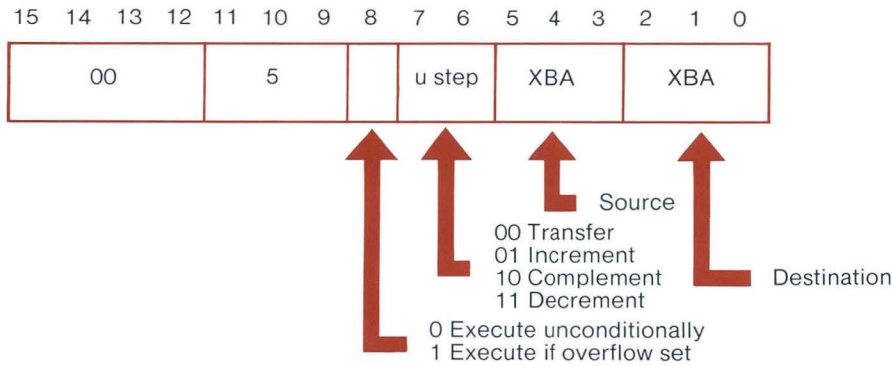 15 14 13 12 11 10 9 8 7 6 5 4 3 2 1 0
00 5 u step XBA XBA
Source
00 Transfer
01 Increment
10 Complement
11 Decrement
Destination
0 Execute unconditionally
1 Execute if overflow set